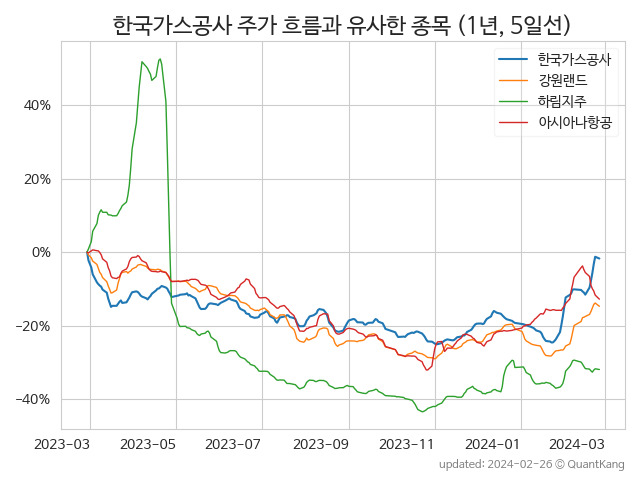 한국가스공사 주가 흐름과 유사한 종목 (1년, 5일선)
한국가스공사
강원랜드
하림지주
아시아나항공
40%
20%
0%
−20%
−40%
2023-03 2023-05 2023-07 2023-09 2023-11 2024-01 2024-03
updated: 2024-02-26 © QuantKang